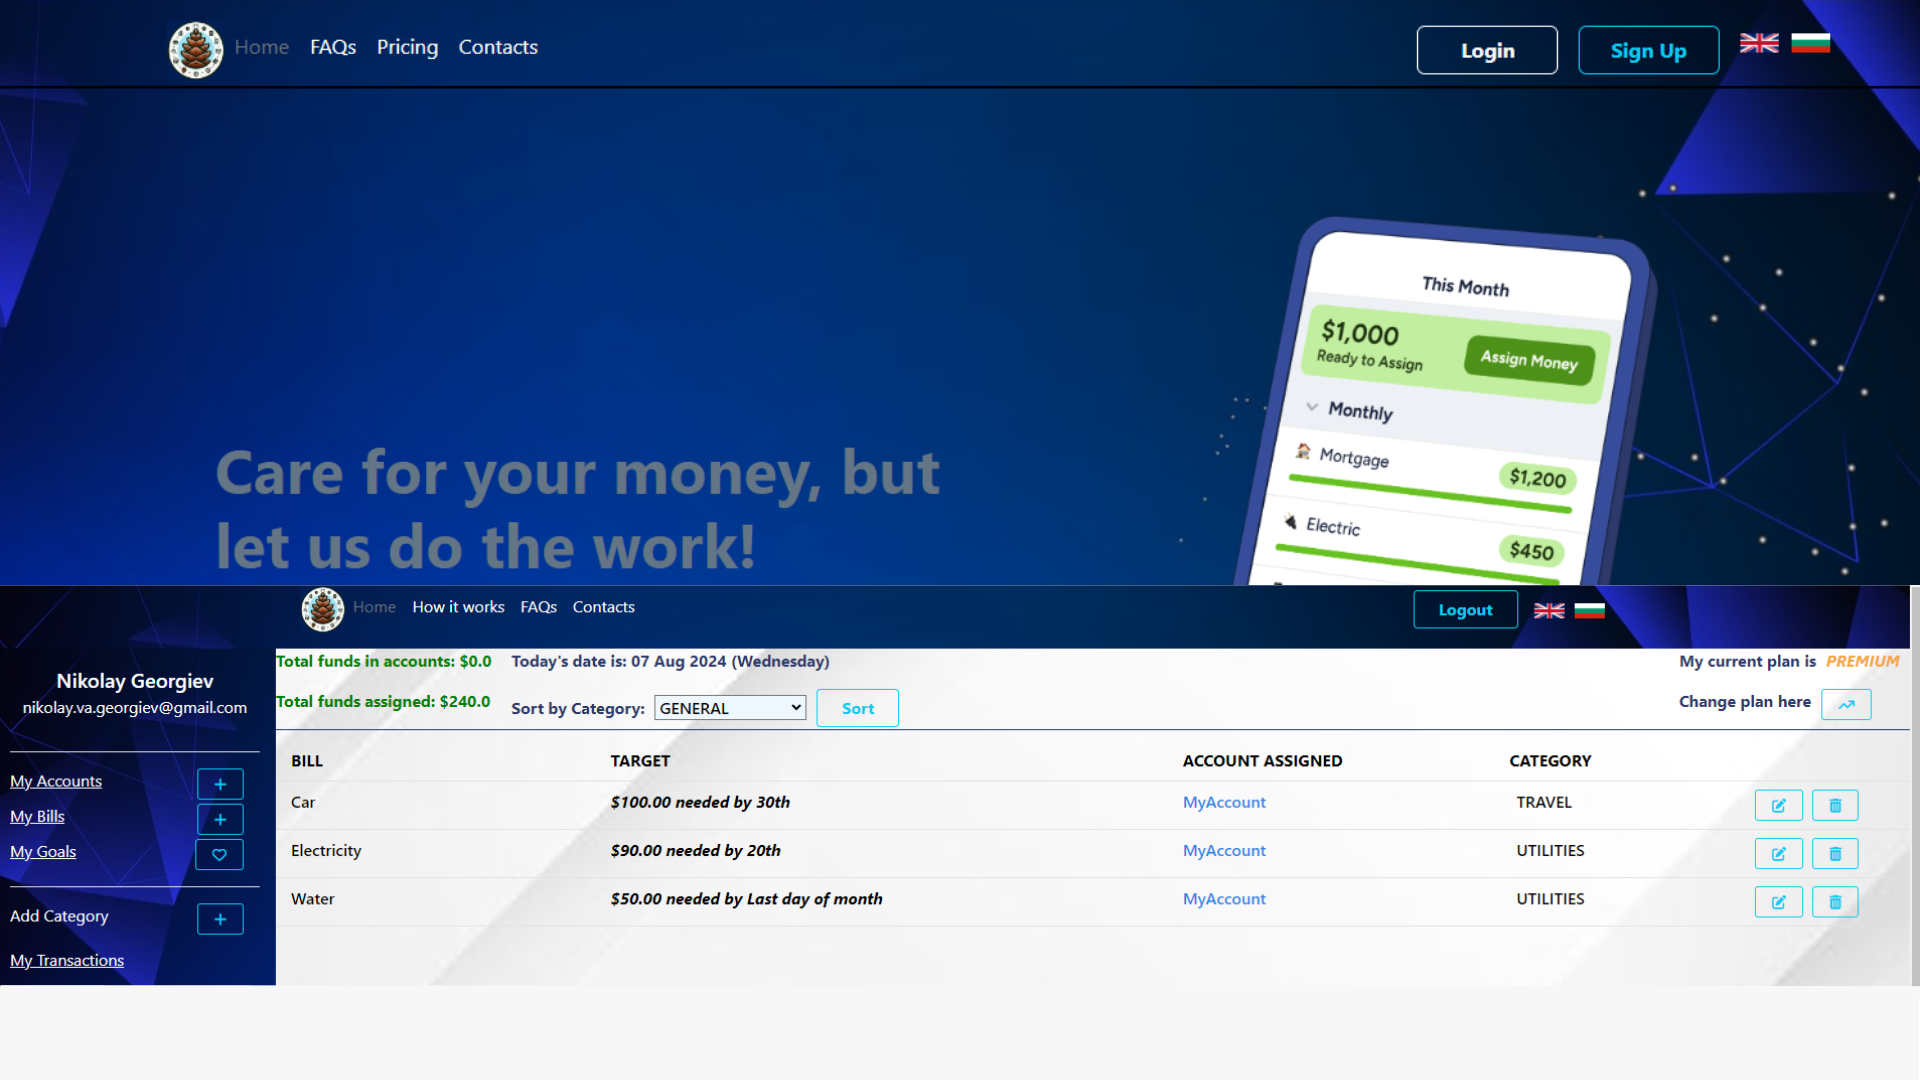 Home FAQs Pricing Contacts
Login Sign Up
This Month
$1,000
Ready to Assign
Assign Money
Monthly
Mortgage $1,200
Electric $450
Care for your money, but
let us do the work!
Home How it works FAQs Contacts
Logout
Nikolay Georgiev
nikolay.va.georgiev@gmail.com
My Accounts +
My Bills +
My Goals
Add Category +
My Transactions
Total funds in accounts: $0.0 Today's date is: 07 Aug 2024 (Wednesday) My current plan is PREMIUM
Total funds assigned: $240.0 Sort by Category: GENERAL Sort Change plan here
BILL TARGET ACCOUNT ASSIGNED CATEGORY
Car $100.00 needed by 30th MyAccount TRAVEL
Electricity $90.00 needed by 20th MyAccount UTILITIES
Water $50.00 needed by Last day of month MyAccount UTILITIES